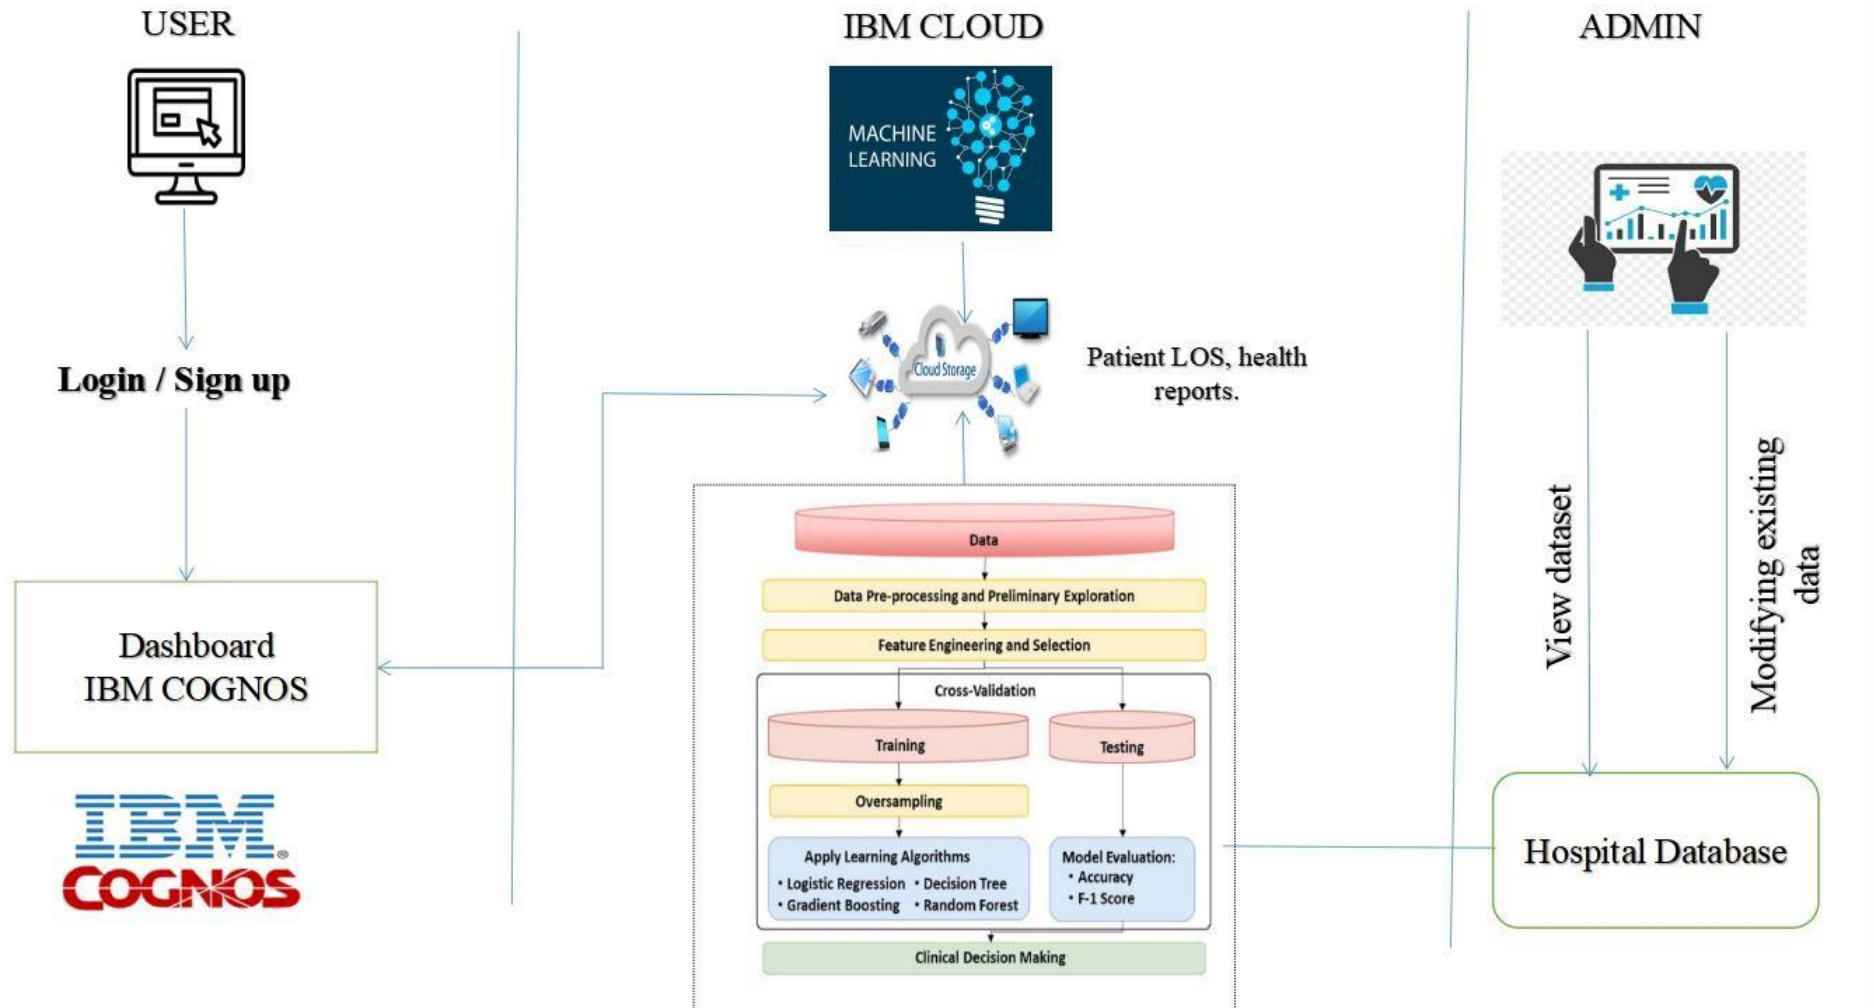 USER
Login / Sign up
Dashboard
IBM COGNOS
IBM®
COGNOS
IBM CLOUD
MACHINE
LEARNING
Cloud Storage
Patient LOS, health
reports.
Data
Data Pre-processing and Preliminary Exploration
Feature Engineering and Selection
Cross-Validation
Training
Testing
Oversampling
Apply Learning Algorithms
• Logistic Regression • Decision Tree
• Gradient Boosting • Random Forest
Model Evaluation:
• Accuracy
• F-1 Score
Clinical Decision Making
ADMIN
View dataset
Modifying existing
data
Hospital Database